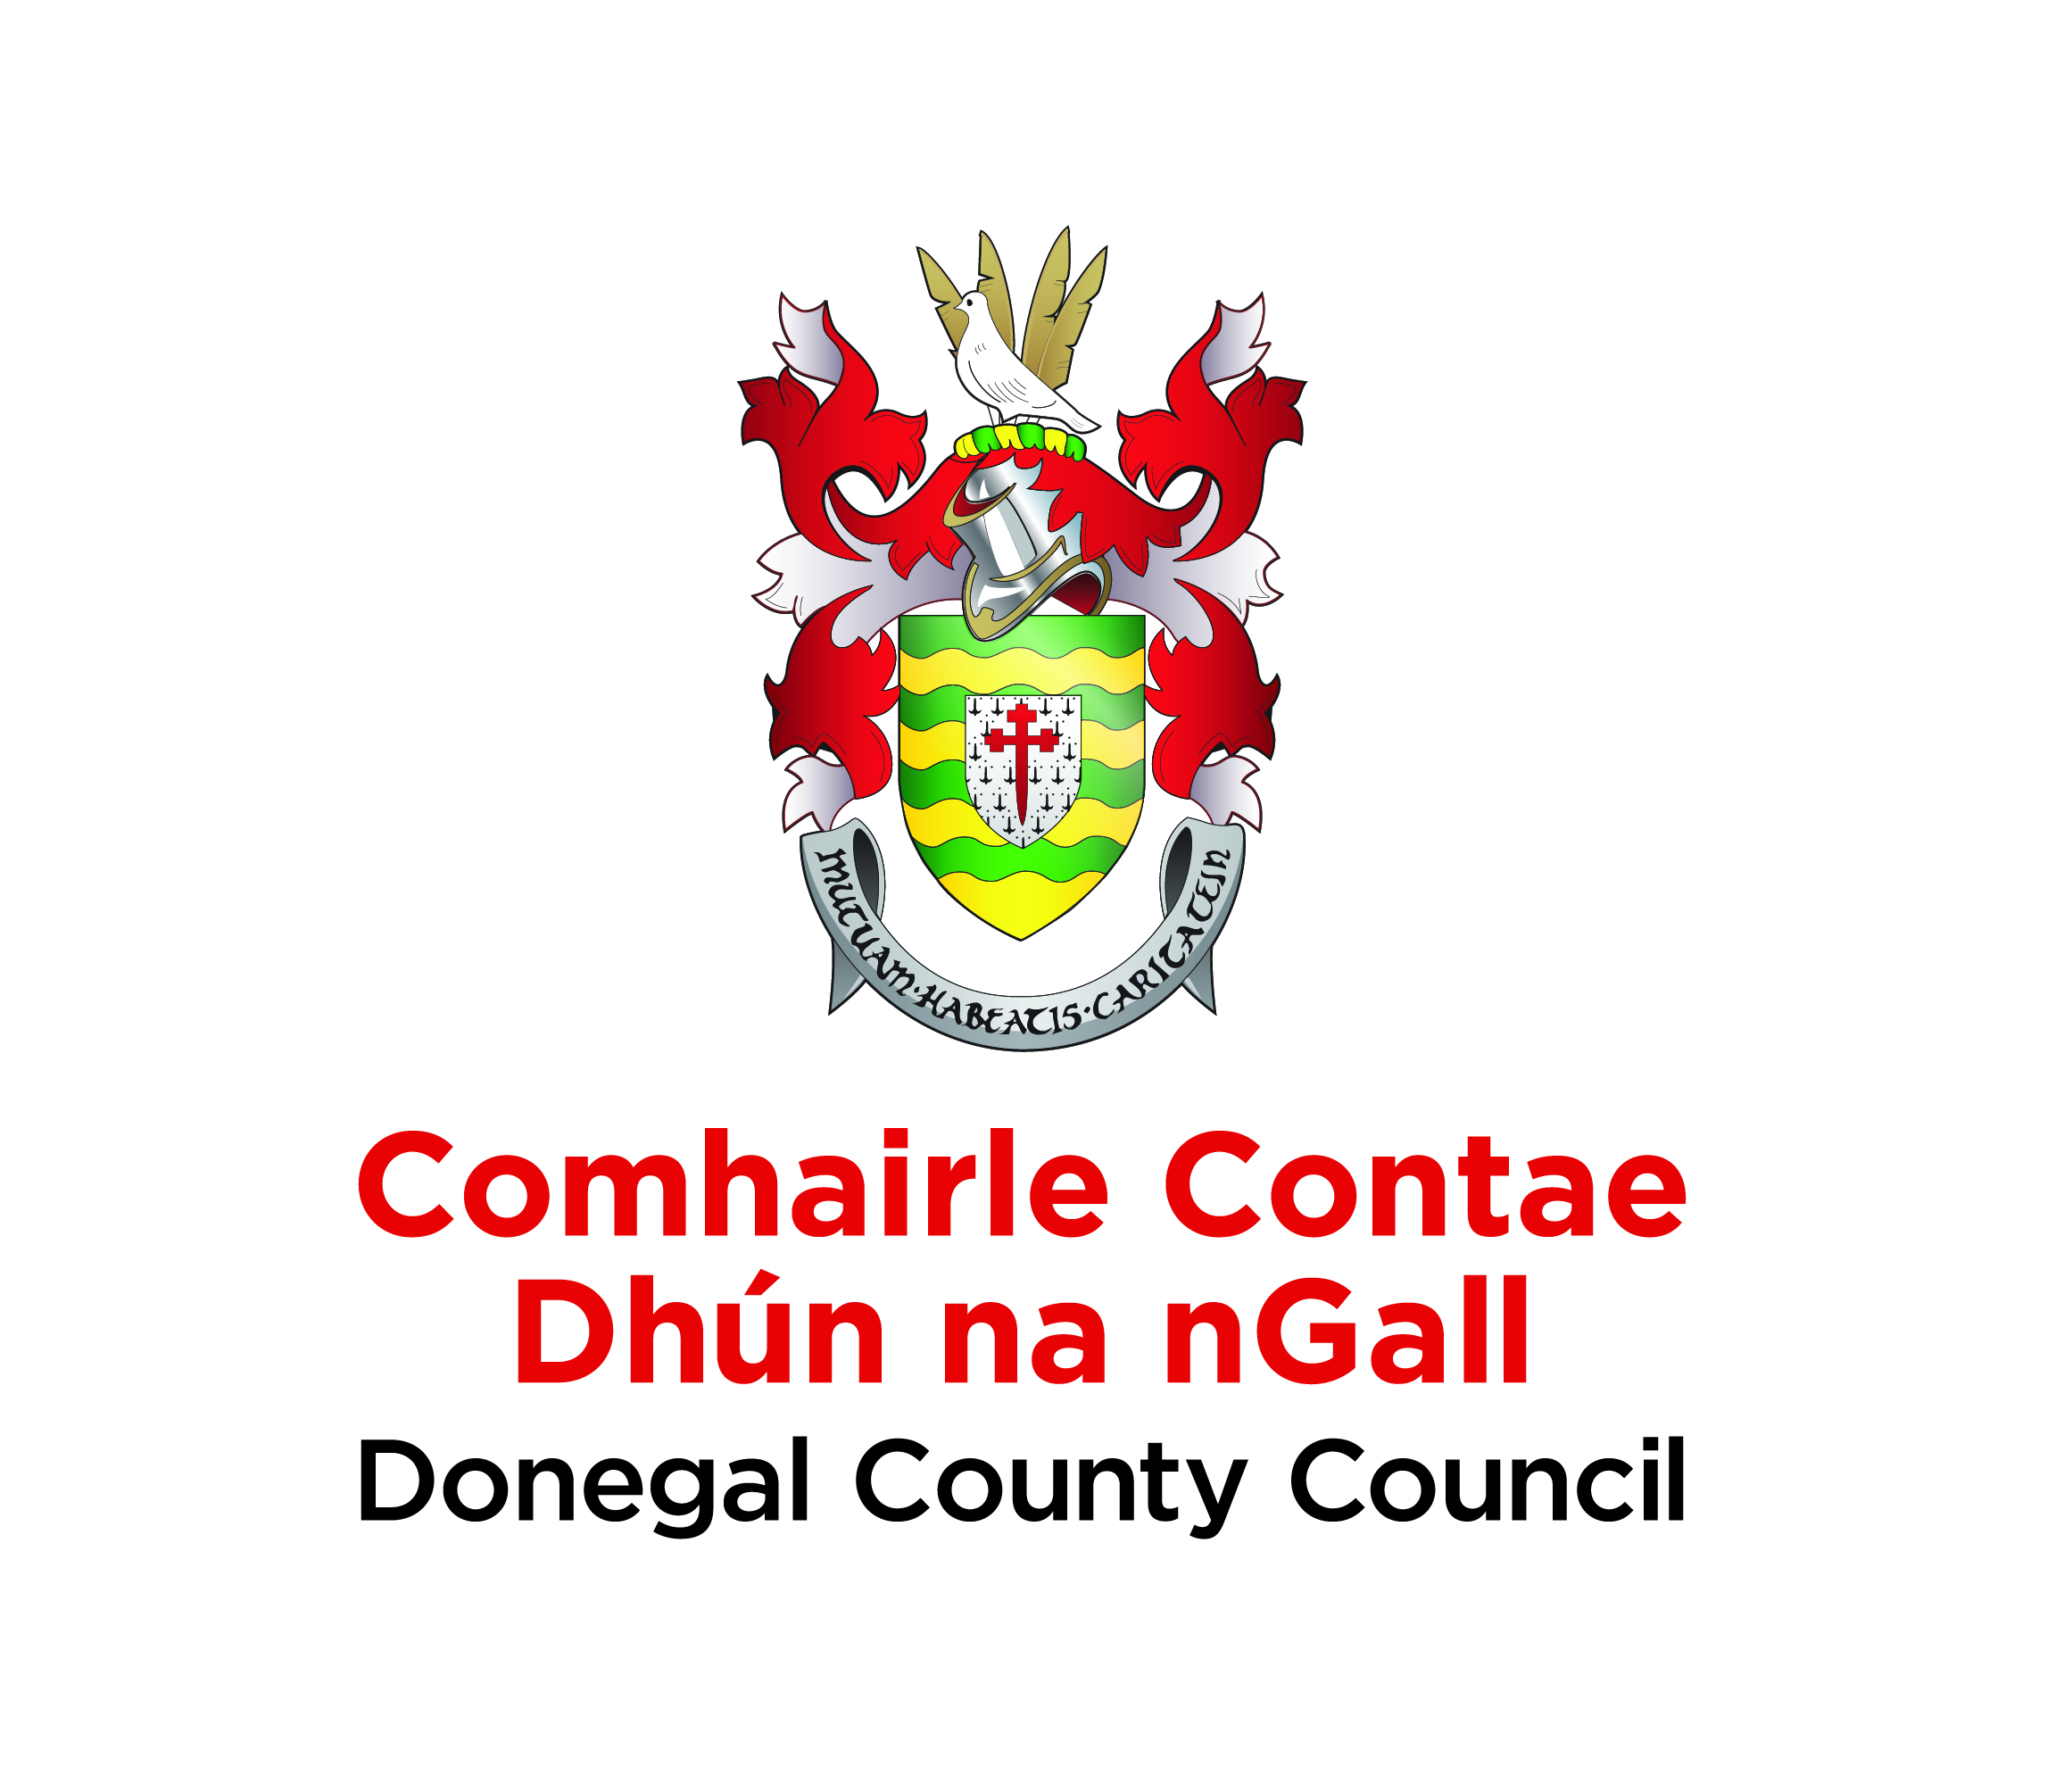 MUTUAM·HABEATIS·CARITATEM
Comhairle Contae
Dhún na nGall
Donegal County Council